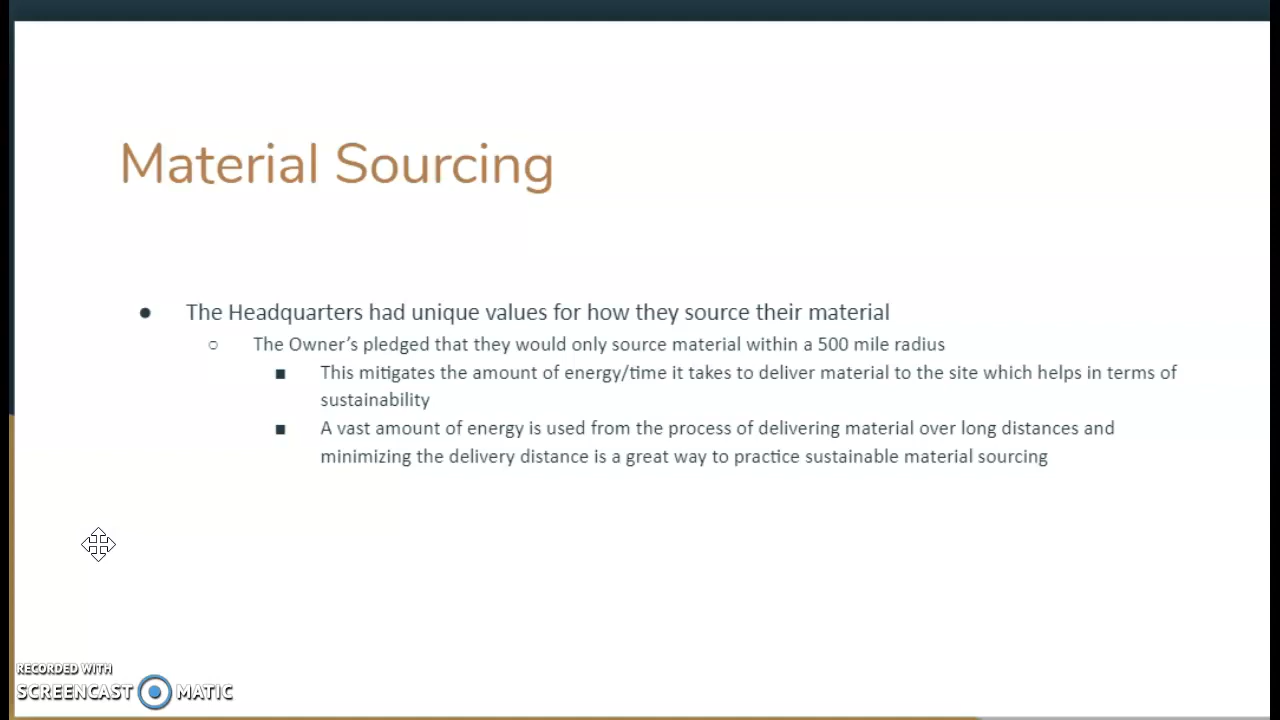 Material Sourcing
● The Headquarters had unique values for how they source their material
○ The Owner's pledged that they would only source material within a 500 mile radius
■ This mitigates the amount of energy/time it takes to deliver material to the site which helps in terms of
sustainability
■ A vast amount of energy is used from the process of delivering material over long distances and
minimizing the delivery distance is a great way to practice sustainable material sourcing
RECORDED WITH
SCREENCAST MATIC